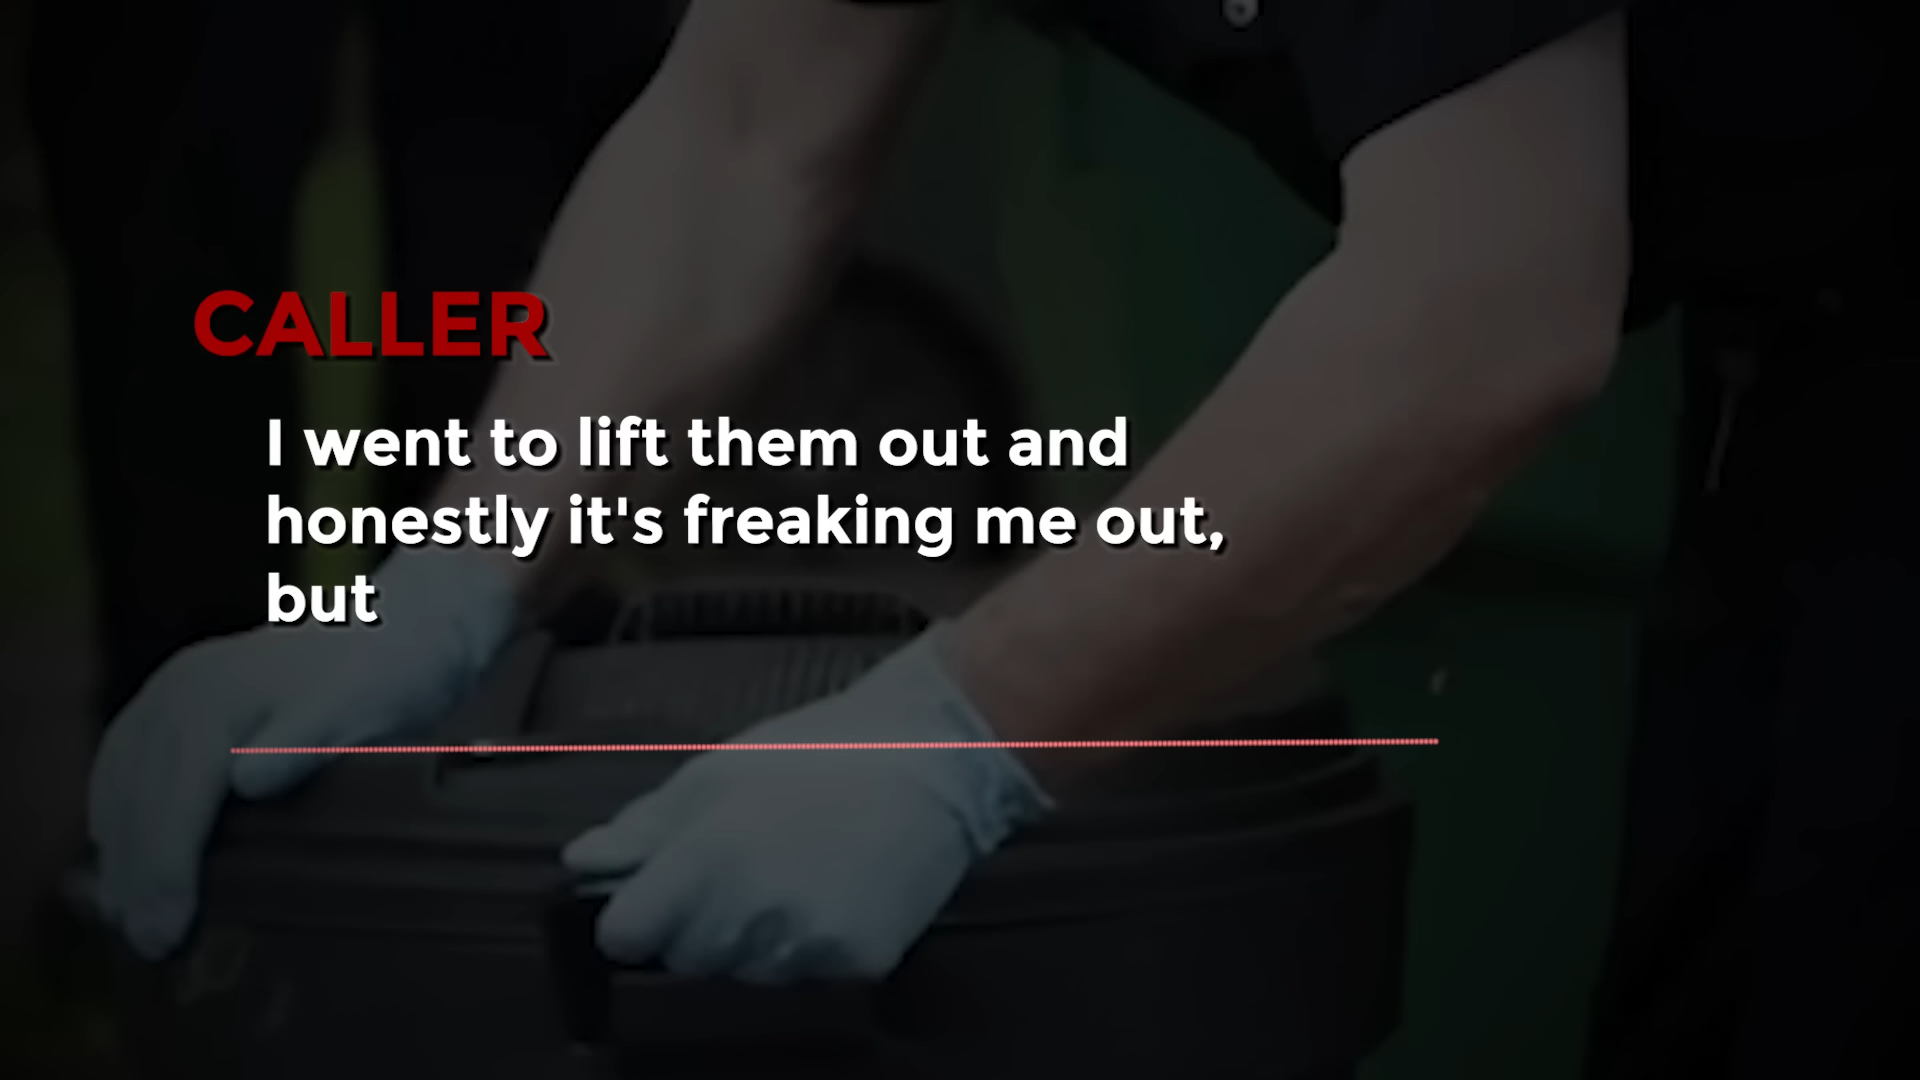 CALLER
I went to lift them out and
honestly it's freaking me out,
but